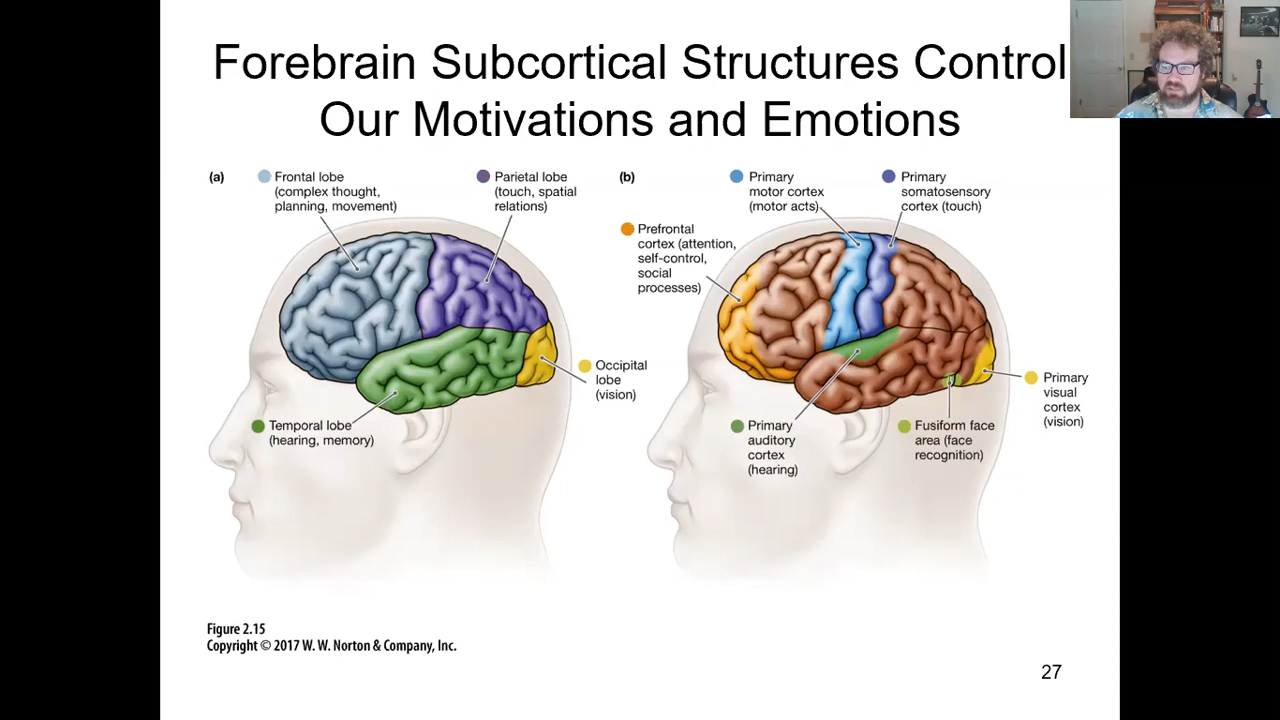 Forebrain Subcortical Structures Control
Our Motivations and Emotions
(a)
Frontal lobe
(complex thought,
planning, movement)
Parietal lobe
(touch, spatial
relations)
Occipital
lobe
(vision)
Temporal lobe
(hearing, memory)
(b)
Primary
motor cortex
(motor acts)
Primary
somatosensory
cortex (touch)
Prefrontal
cortex (attention,
self-control,
social
processes)
Primary
visual
cortex
(vision)
Primary
auditory
cortex
(hearing)
Fusiform face
area (face
recognition)
Figure 2.15
Copyright © 2017 W. W. Norton & Company, Inc.
27